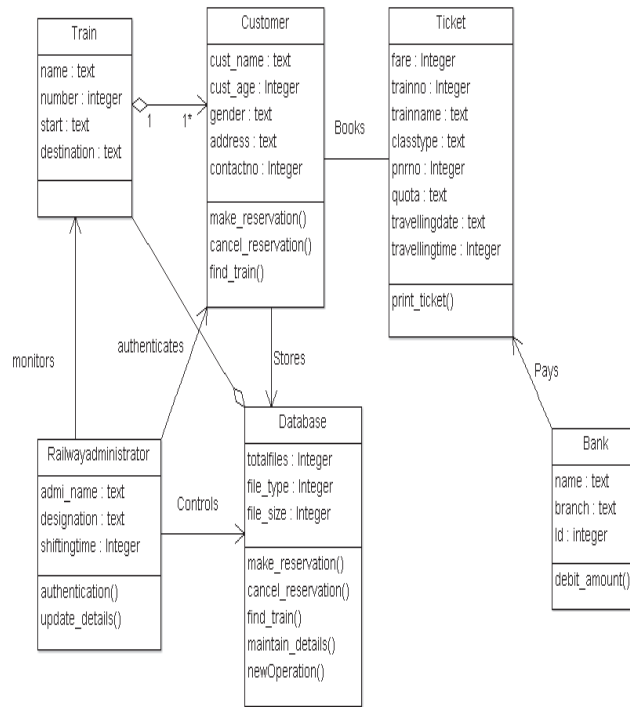 Train
name : text
number : integer
start : text
destination : text
1
1*
Customer
cust_name : text
cust_age : Integer
gender : text
address : text
contactno : Integer
make_reservation()
cancel_reservation()
find_train()
Books
Ticket
fare : Integer
trainno : Integer
trainname : text
classtype : text
pnrno : Integer
quota : text
travellingdate : text
travellingtime : Integer
print_ticket()
monitors
authenticates
Stores
Pays
Railwayadministrator
admi_name : text
designation : text
shiftingtime : Integer
authentication()
update_details()
Controls
Database
totalfiles : Integer
file_type : Integer
file_size : Integer
make_reservation()
cancel_reservation()
find_train()
maintain_details()
newOperation()
Bank
name : text
branch : text
Id : integer
debit_amount()